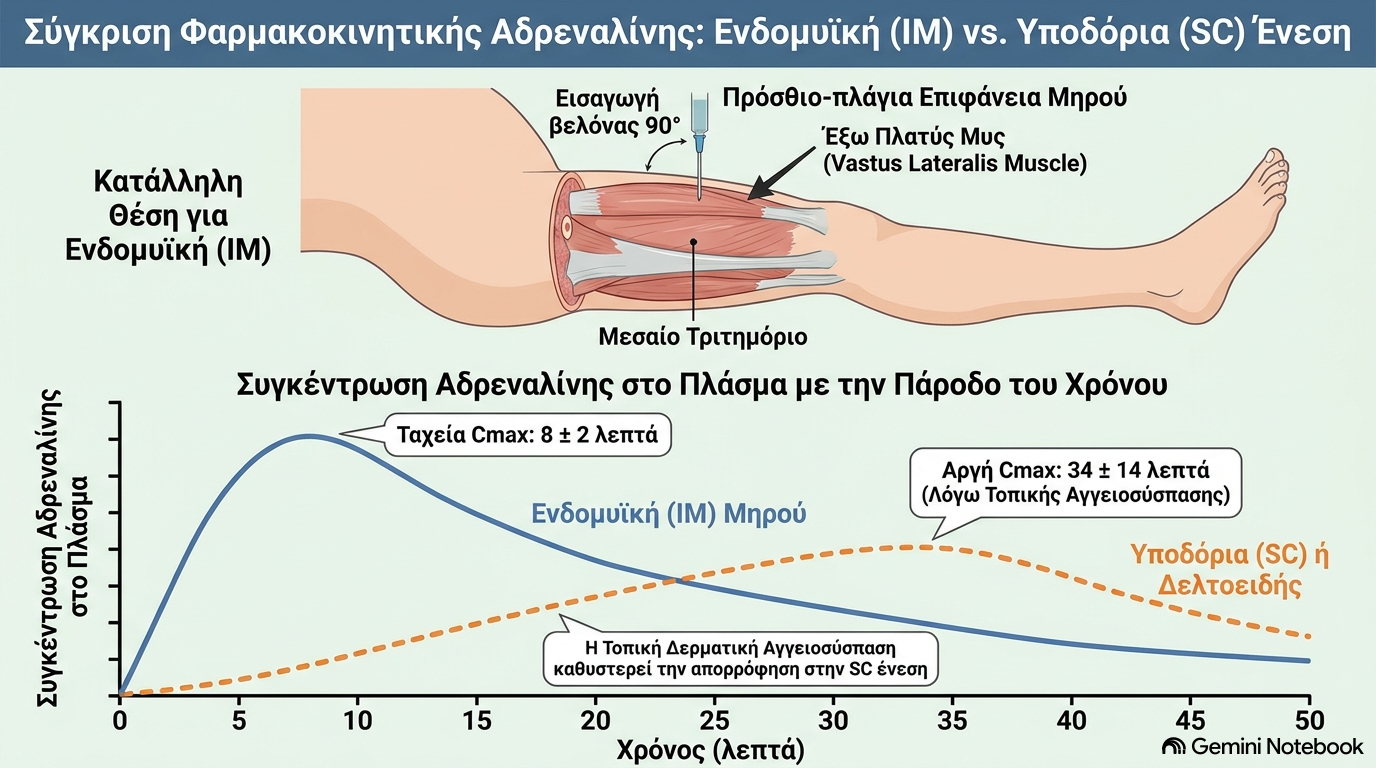 Σύγκριση Φαρμακοκινητικής Αδρεναλίνης: Ενδομυϊκή (IM) vs. Υποδόρια (SC) Ένεση
Εισαγωγή
βελόνας 90°
Πρόσθιο-πλάγια Επιφάνεια Μηρού
Έξω Πλατύς Μυς
(Vastus Lateralis Muscle)
Κατάλληλη
Θέση για
Ενδομυϊκή (IM)
Μεσαίο Τριτημόριο
Συγκέντρωση Αδρεναλίνης στο Πλάσμα με την Πάροδο του Χρόνου
Συγκέντρωση Αδρεναλίνης
στο Πλάσμα
Ταχεία Cmax: 8 ± 2 λεπτά
Αργή Cmax: 34 ± 14 λεπτά
(Λόγω Τοπικής Αγγειοσύσπασης)
Ενδομυϊκή (IM) Μηρού
Υποδόρια (SC) ή
Δελτοειδής
Η Τοπική Δερματική Αγγειοσύσπαση
καθυστερεί την απορρόφηση στην SC ένεση
0 5 10 15 20 25 30 35 40 45 50
Χρόνος (λεπτά)
Gemini Notebook